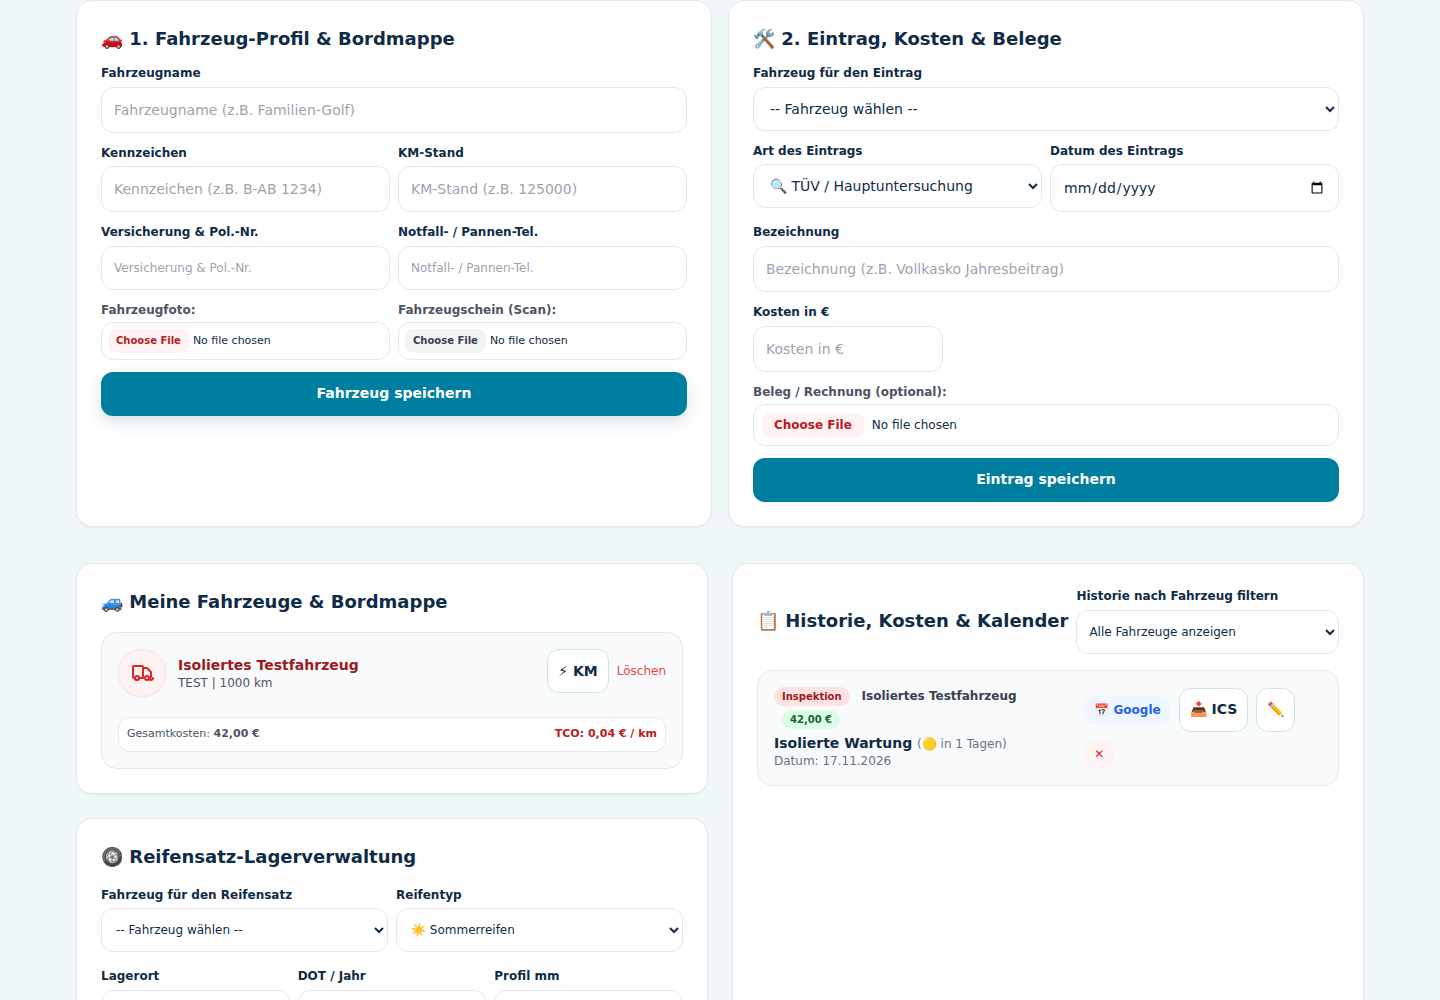 🚗 1. Fahrzeug-Profil & Bordmappe
Fahrzeugname
Fahrzeugname (z.B. Familien-Golf)
Kennzeichen
KM-Stand
Kennzeichen (z.B. B-AB 1234)
KM-Stand (z.B. 125000)
Versicherung & Pol.-Nr.
Notfall- / Pannen-Tel.
Versicherung & Pol.-Nr.
Notfall- / Pannen-Tel.
Fahrzeugfoto:
Fahrzeugschein (Scan):
Choose File No file chosen
Choose File No file chosen
Fahrzeug speichern
🛠️ 2. Eintrag, Kosten & Belege
Fahrzeug für den Eintrag
-- Fahrzeug wählen --
Art des Eintrags
Datum des Eintrags
🔍 TÜV / Hauptuntersuchung
mm/dd/yyyy
Bezeichnung
Bezeichnung (z.B. Vollkasko Jahresbeitrag)
Kosten in €
Kosten in €
Beleg / Rechnung (optional):
Choose File No file chosen
Eintrag speichern
🚙 Meine Fahrzeuge & Bordmappe
Isoliertes Testfahrzeug
TEST | 1000 km
⚡ KM
Löschen
Gesamtkosten: 42,00 €
TCO: 0,04 € / km
📋 Historie, Kosten & Kalender
Historie nach Fahrzeug filtern
Alle Fahrzeuge anzeigen
Inspektion Isoliertes Testfahrzeug
42,00 €
Isolierte Wartung (🟡 in 1 Tagen)
Datum: 17.11.2026
📅 Google
📤 ICS
✏️
✕
🛞 Reifensatz-Lagerverwaltung
Fahrzeug für den Reifensatz
Reifentyp
-- Fahrzeug wählen --
☀️ Sommerreifen
Lagerort
DOT / Jahr
Profil mm